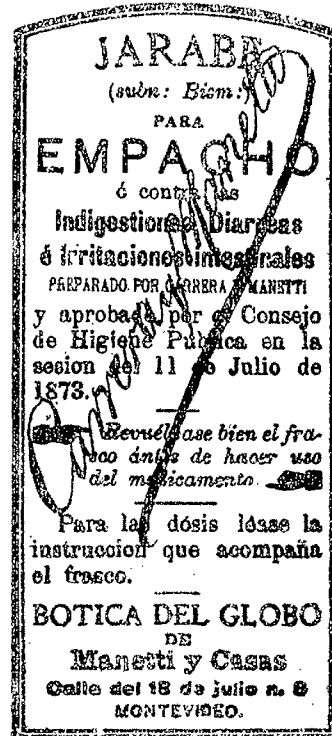 JARABE
(subn: Bism:)
PARA
EMPACHO
ó contra las
Indigestiones Diarreas
é Irritaciones intestinales
PREPARADO POR CARRERA Y MANETTI
y aprobado por el Consejo
de Higiene Pública en la
sesion del 11 de Julio de
1873.
Revuélvase bien el fra-
sco ántes de hacer uso
del medicamento.
Para las dósis léase la
instruccion que acompaña
el frasco.
BOTICA DEL GLOBO
DE
Manetti y Casas
Calle del 18 de julio n. 8
MONTEVIDEO.
Carrera y Manetti